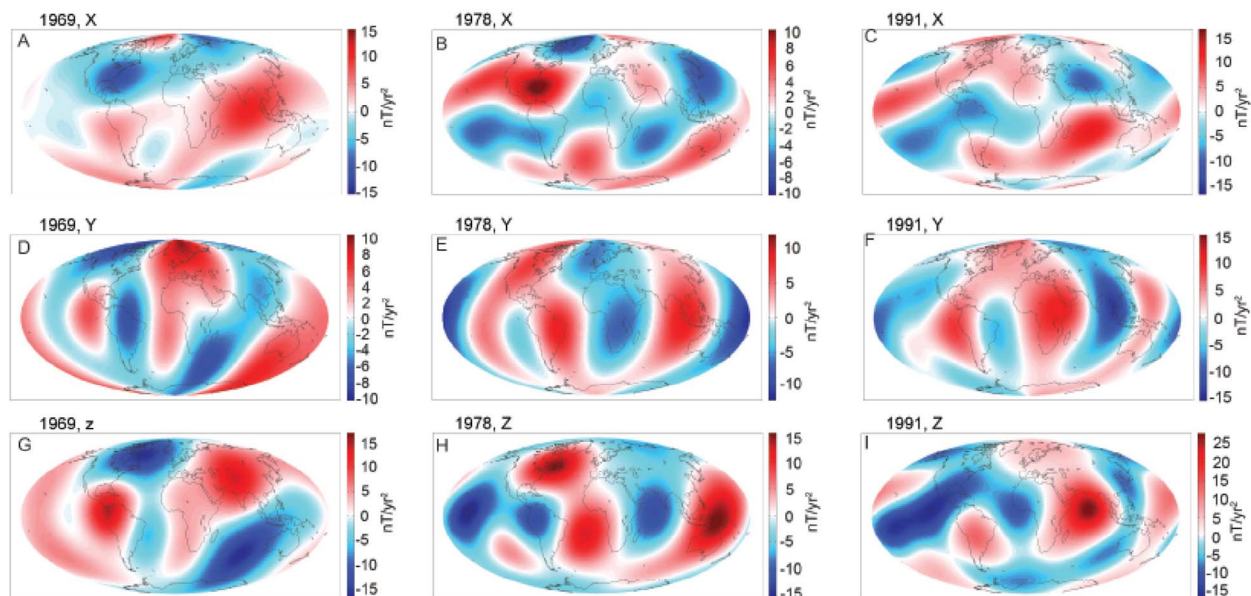 1969, X
A
15
10
5
0
-5
-10
-15
nT/yr²
1978, X
B
10
8
6
4
2
0
-2
-4
-6
-8
-10
nT/yr²
1991, X
C
15
10
5
0
-5
-10
-15
nT/yr²
1969, Y
D
10
8
6
4
2
0
-2
-4
-6
-8
-10
nT/yr²
1978, Y
E
10
5
0
-5
-10
nT/yr²
1991, Y
F
15
10
5
0
-5
-10
-15
nT/yr²
1969, z
G
15
10
5
0
-5
-10
-15
nT/yr²
1978, Z
H
15
10
5
0
-5
-10
-15
nT/yr²
1991, Z
I
25
20
15
10
5
0
-5
-10
-15
nT/yr²